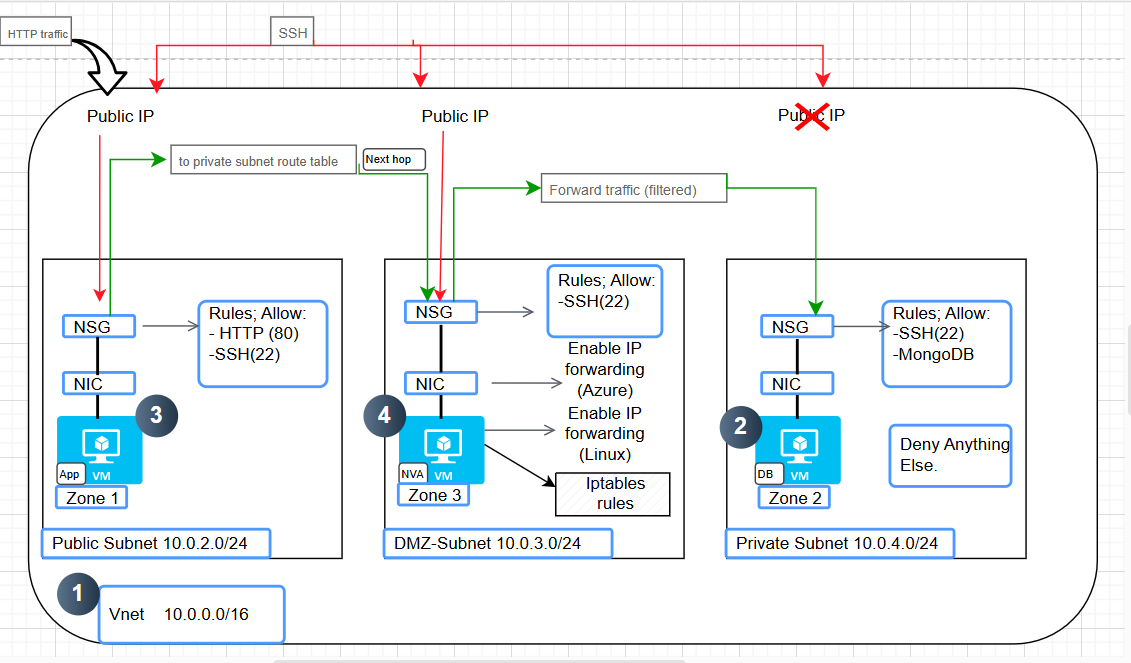 HTTP traffic
SSH
Public IP
Public IP
Public IP
to private subnet route table
Next hop
Forward traffic (filtered)
NSG
Rules; Allow:
- HTTP (80)
-SSH(22)
NIC
3
App
VM
Zone 1
Public Subnet 10.0.2.0/24
NSG
Rules; Allow:
-SSH(22)
NIC
Enable IP
forwarding
(Azure)
Enable IP
forwarding
(Linux)
4
NVA
VM
Zone 3
Iptables
rules
DMZ-Subnet 10.0.3.0/24
NSG
Rules; Allow:
-SSH(22)
-MongoDB
NIC
2
DB
VM
Zone 2
Deny Anything
Else.
Private Subnet 10.0.4.0/24
1
Vnet 10.0.0.0/16